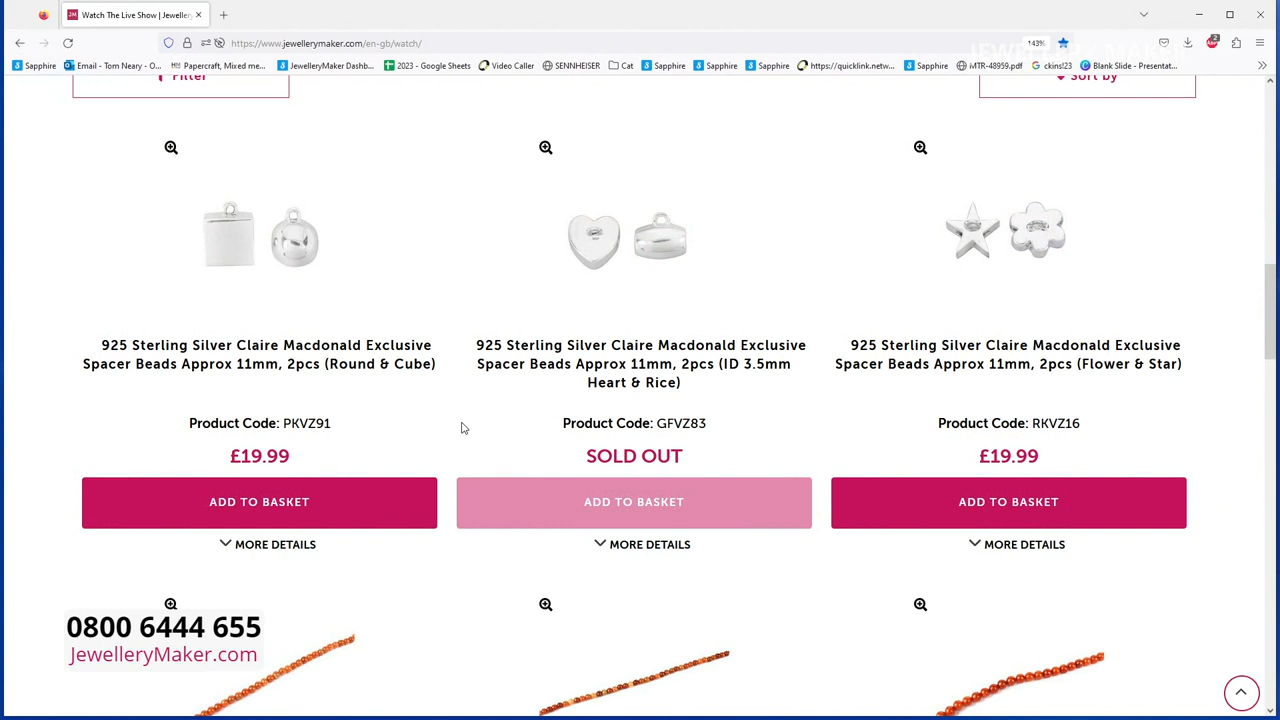 Watch The Live Show | Jewellery
https://www.jewellerymaker.com/en-gb/watch/
143%
JEWELLERY MAKER
Sapphire
Email - Tom Neary - O...
Papercraft, Mixed me...
JewelleryMaker Dashb...
2023 - Google Sheets
Video Caller
SENNHEISER
Cat
Sapphire
Sapphire
Sapphire
https://quicklink.netw...
Sapphire
MTR-48959.pdf
ckins!23
Blank Slide - Presentat...
Filter
Sort by
925 Sterling Silver Claire Macdonald Exclusive
Spacer Beads Approx 11mm, 2pcs (Round & Cube)
Product Code: PKVZ91
£19.99
ADD TO BASKET
MORE DETAILS
925 Sterling Silver Claire Macdonald Exclusive
Spacer Beads Approx 11mm, 2pcs (ID 3.5mm
Heart & Rice)
Product Code: GFVZ83
SOLD OUT
ADD TO BASKET
MORE DETAILS
925 Sterling Silver Claire Macdonald Exclusive
Spacer Beads Approx 11mm, 2pcs (Flower & Star)
Product Code: RKVZ16
£19.99
ADD TO BASKET
MORE DETAILS
0800 6444 655
JewelleryMaker.com